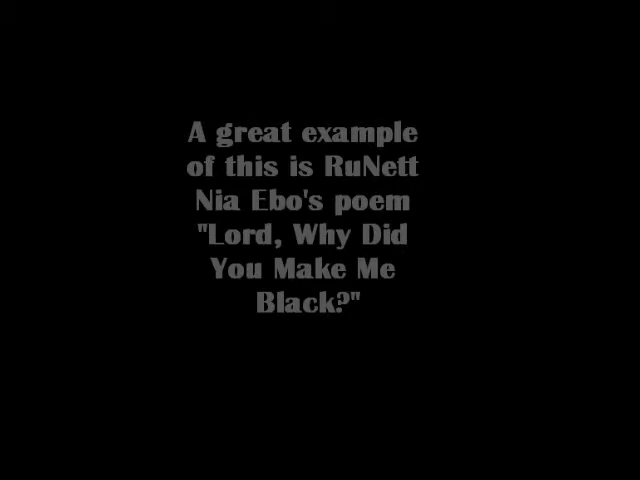 A great example
of this is RuNett
Nia Ebo's poem
"Lord, Why Did
You Make Me
Black?"